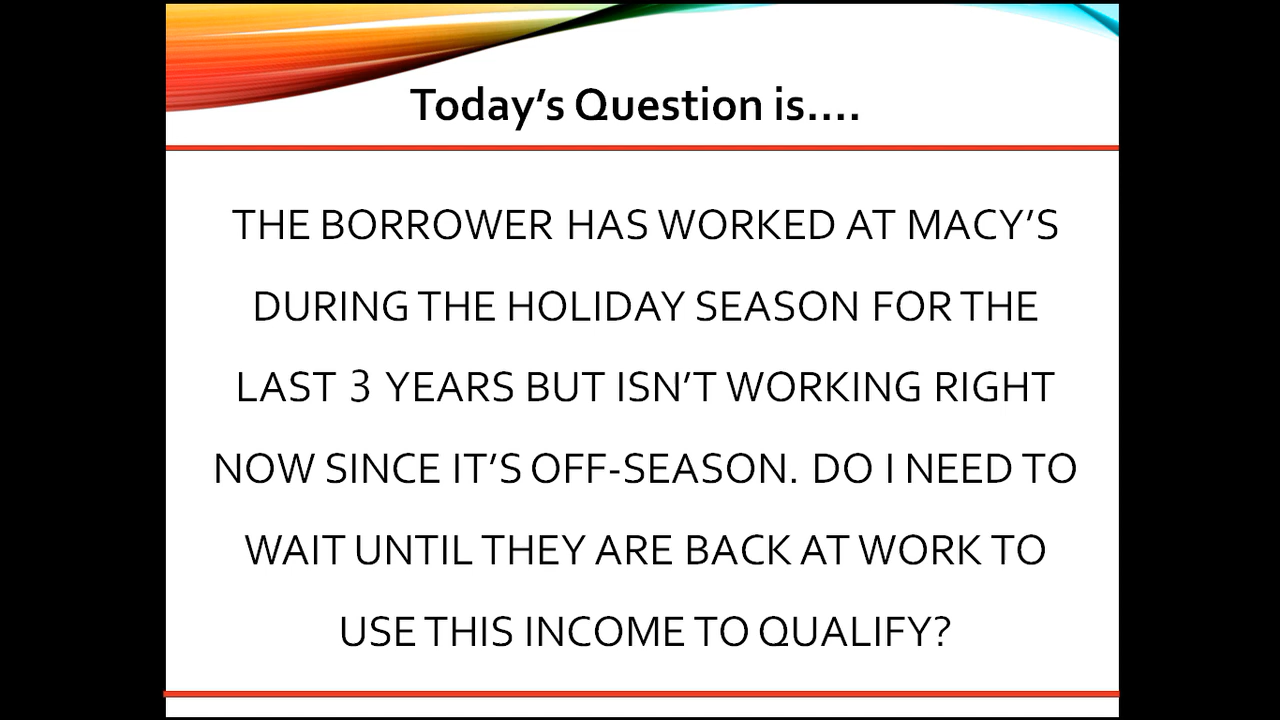 Today’s Question is....
THE BORROWER HAS WORKED AT MACY’S
DURING THE HOLIDAY SEASON FOR THE
LAST 3 YEARS BUT ISN’T WORKING RIGHT
NOW SINCE IT’S OFF-SEASON. DO I NEED TO
WAIT UNTIL THEY ARE BACK AT WORK TO
USE THIS INCOME TO QUALIFY?